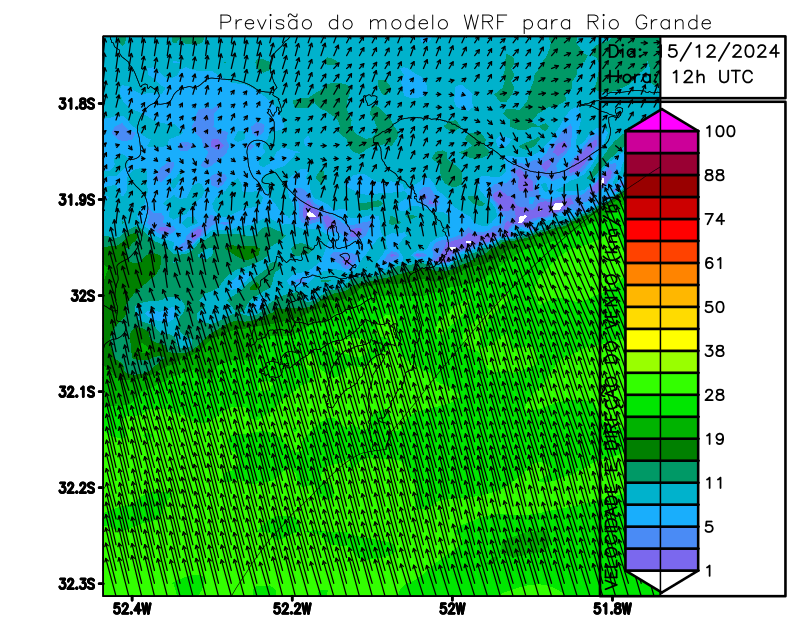 Previsão do modelo WRF para Rio Grande
Dia: 5/12/2024
Hora: 12h UTC
31.8S
31.9S
32S
32.1S
32.2S
32.3S
52.4W
52.2W
52W
51.8W
VELOCIDADE E DIREÇÃO DO VENTO (km/
100
88
74
61
50
38
28
19
11
5
1